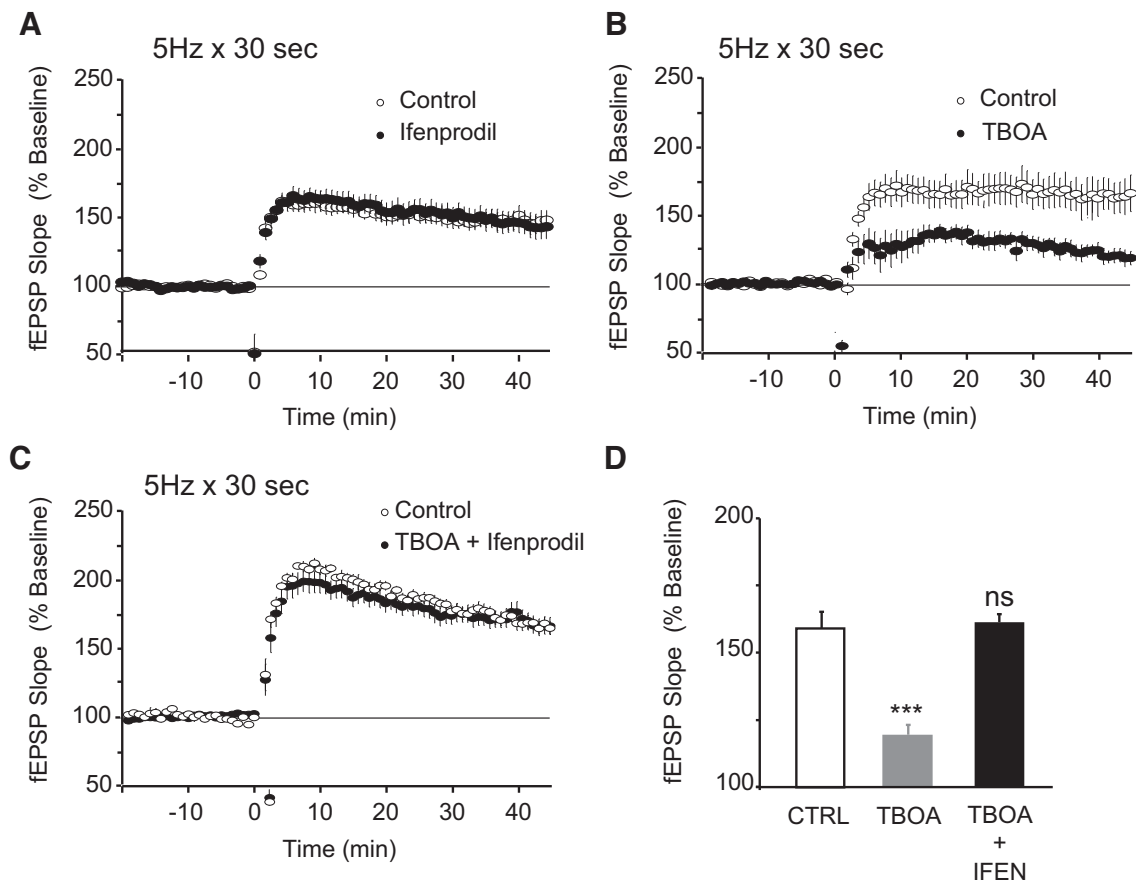 A
5Hz x 30 sec
fEPSP Slope (% Baseline)
250
200
150
100
50
Control
Ifenprodil
-10 0 10 20 30 40
Time (min)
B
5Hz x 30 sec
fEPSP Slope (% Baseline)
250
200
150
100
50
Control
TBOA
-10 0 10 20 30 40
Time (min)
C
5Hz x 30 sec
fEPSP Slope (% Baseline)
250
200
150
100
50
Control
TBOA + Ifenprodil
-10 0 10 20 30 40
Time (min)
D
fEPSP Slope (% Baseline)
200
150
100
***
ns
CTRL TBOA TBOA
+
IFEN